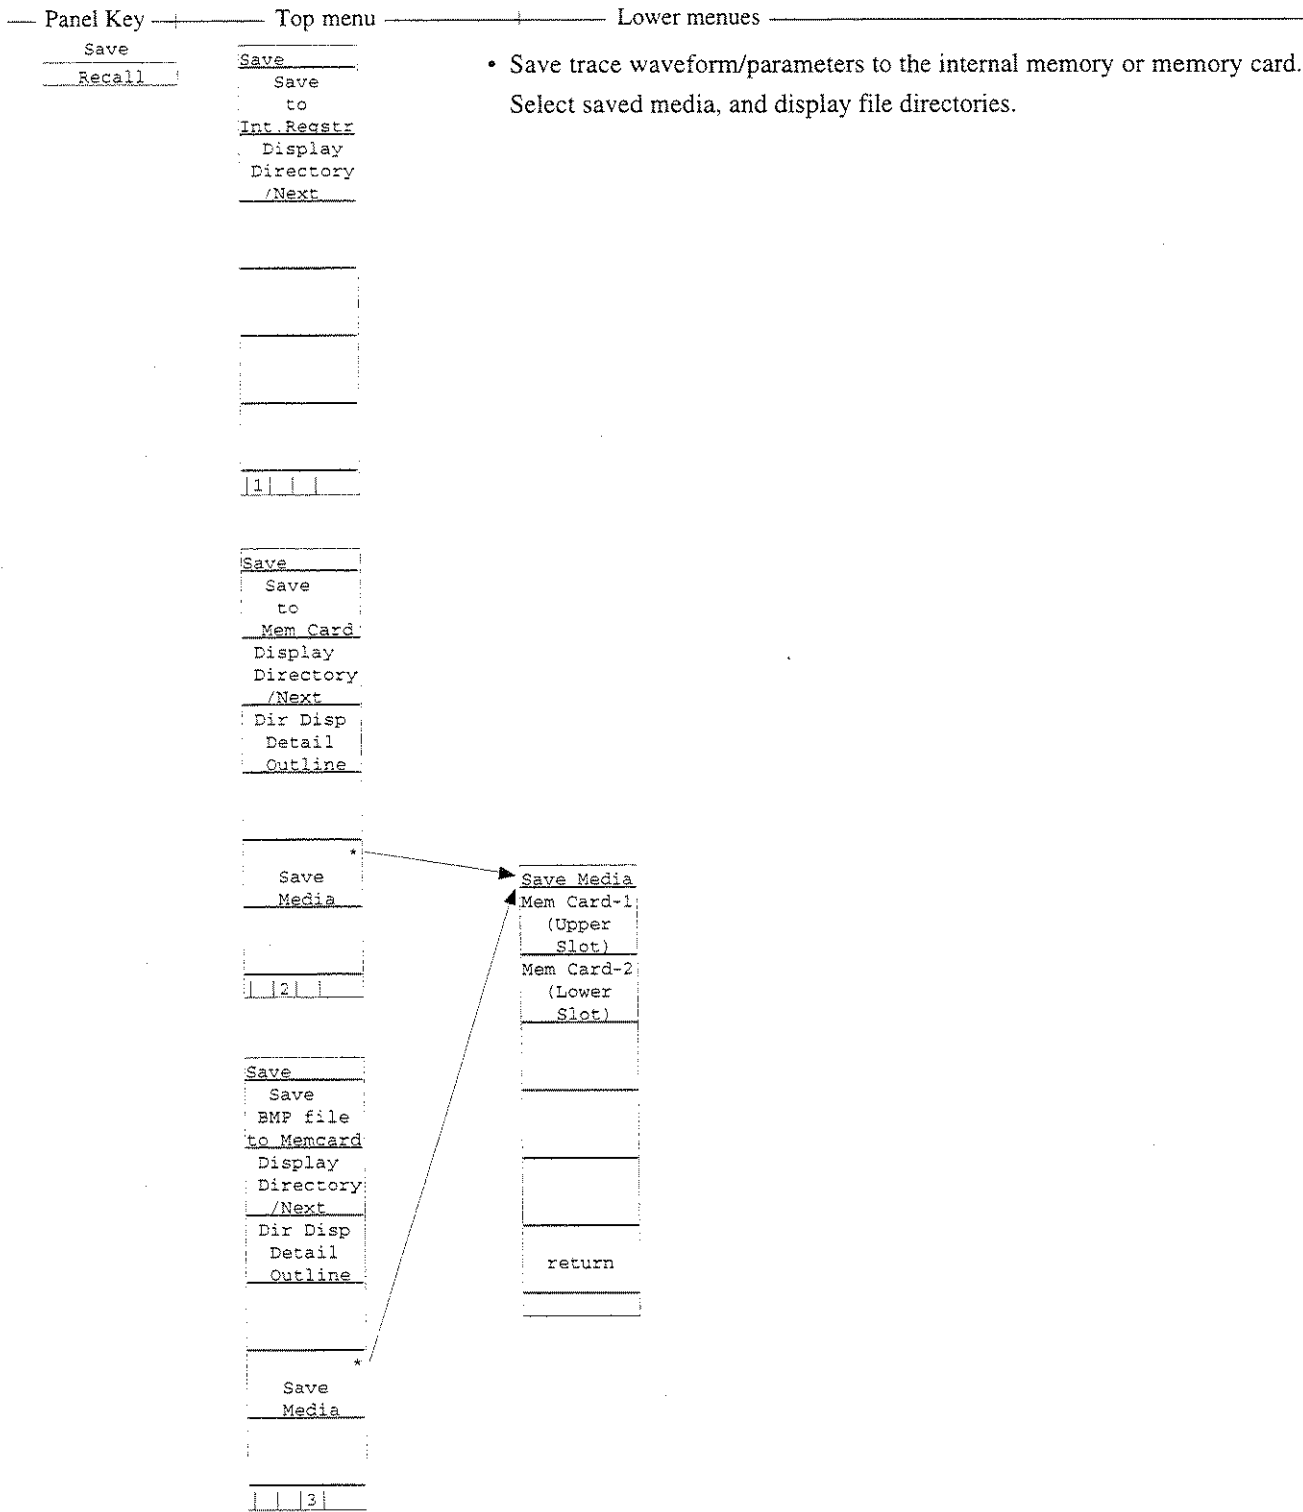 Panel Key Top menu Lower menues
Save
Recall
• Save trace waveform/parameters to the internal memory or memory card.
Select saved media, and display file directories.
Save
Save
to
Int.Regstr
Display
Directory
/Next
1
Save
Save
to
Mem Card
Display
Directory
/Next
Dir Disp
Detail
Outline
*
Save
Media
2
Save Media
Mem Card-1
(Upper
Slot)
Mem Card-2
(Lower
Slot)
return
Save
Save
BMP file
to Memcard
Display
Directory
/Next
Dir Disp
Detail
Outline
*
Save
Media
3